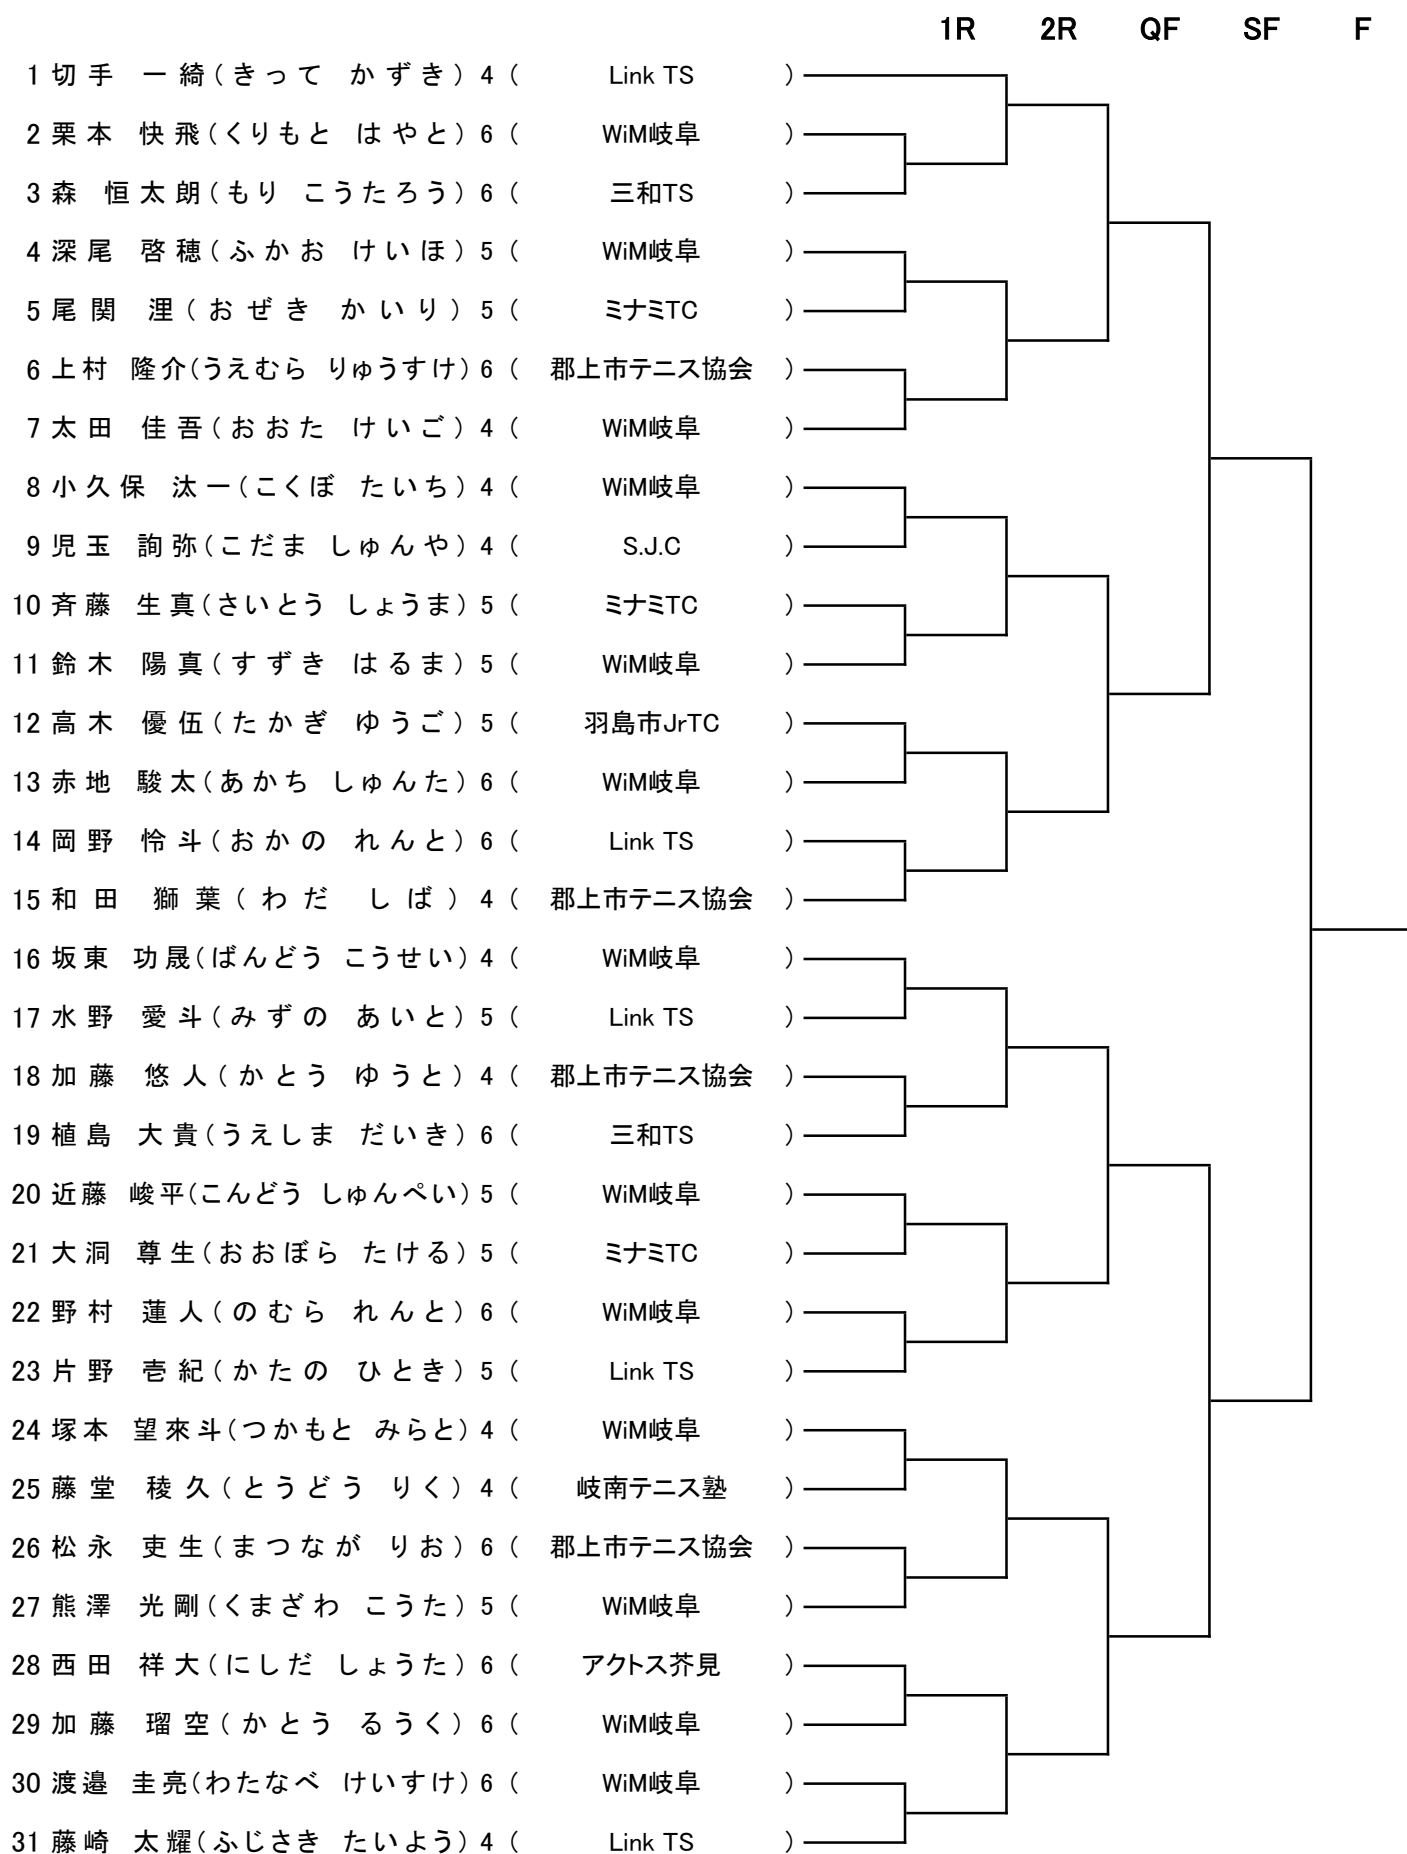 1R 2R QF SF F
1 切手 一綺(きって かずき) 4 ( Link TS )
2 栗本 快飛(くりもと はやと) 6 ( WiM岐阜 )
3 森 恒太朗(もり こうたろう) 6 ( 三和TS )
4 深尾 啓穂(ふかお けいほ) 5 ( WiM岐阜 )
5 尾関 浬(おぜき かいり) 5 ( ミナミTC )
6 上村 隆介(うえむら りゅうすけ) 6 ( 郡上市テニス協会 )
7 太田 佳吾(おおた けいご) 4 ( WiM岐阜 )
8 小久保 汰一(こくぼ たいち) 4 ( WiM岐阜 )
9 児玉 詢弥(こだま しゅんや) 4 ( S.J.C )
10 斉藤 生真(さいとう しょうま) 5 ( ミナミTC )
11 鈴木 陽真(すずき はるま) 5 ( WiM岐阜 )
12 高木 優伍(たかぎ ゆうご) 5 ( 羽島市JrTC )
13 赤地 駿太(あかち しゅんた) 6 ( WiM岐阜 )
14 岡野 怜斗(おかの れんと) 6 ( Link TS )
15 和田 獅葉(わだ しば) 4 ( 郡上市テニス協会 )
16 坂東 功晟(ばんどう こうせい) 4 ( WiM岐阜 )
17 水野 愛斗(みずの あいと) 5 ( Link TS )
18 加藤 悠人(かとう ゆうと) 4 ( 郡上市テニス協会 )
19 植島 大貴(うえしま だいき) 6 ( 三和TS )
20 近藤 峻平(こんどう しゅんぺい) 5 ( WiM岐阜 )
21 大洞 尊生(おおぼら たける) 5 ( ミナミTC )
22 野村 蓮人(のむら れんと) 6 ( WiM岐阜 )
23 片野 壱紀(かたの ひとき) 5 ( Link TS )
24 塚本 望來斗(つかもと みらと) 4 ( WiM岐阜 )
25 藤堂 稜久(とうどう りく) 4 ( 岐南テニス塾 )
26 松永 吏生(まつなが りお) 6 ( 郡上市テニス協会 )
27 熊澤 光剛(くまざわ こうた) 5 ( WiM岐阜 )
28 西田 祥大(にしだ しょうた) 6 ( アクトス芥見 )
29 加藤 瑠空(かとう るうく) 6 ( WiM岐阜 )
30 渡邉 圭亮(わたなべ けいすけ) 6 ( WiM岐阜 )
31 藤崎 太耀(ふじさき たいよう) 4 ( Link TS )